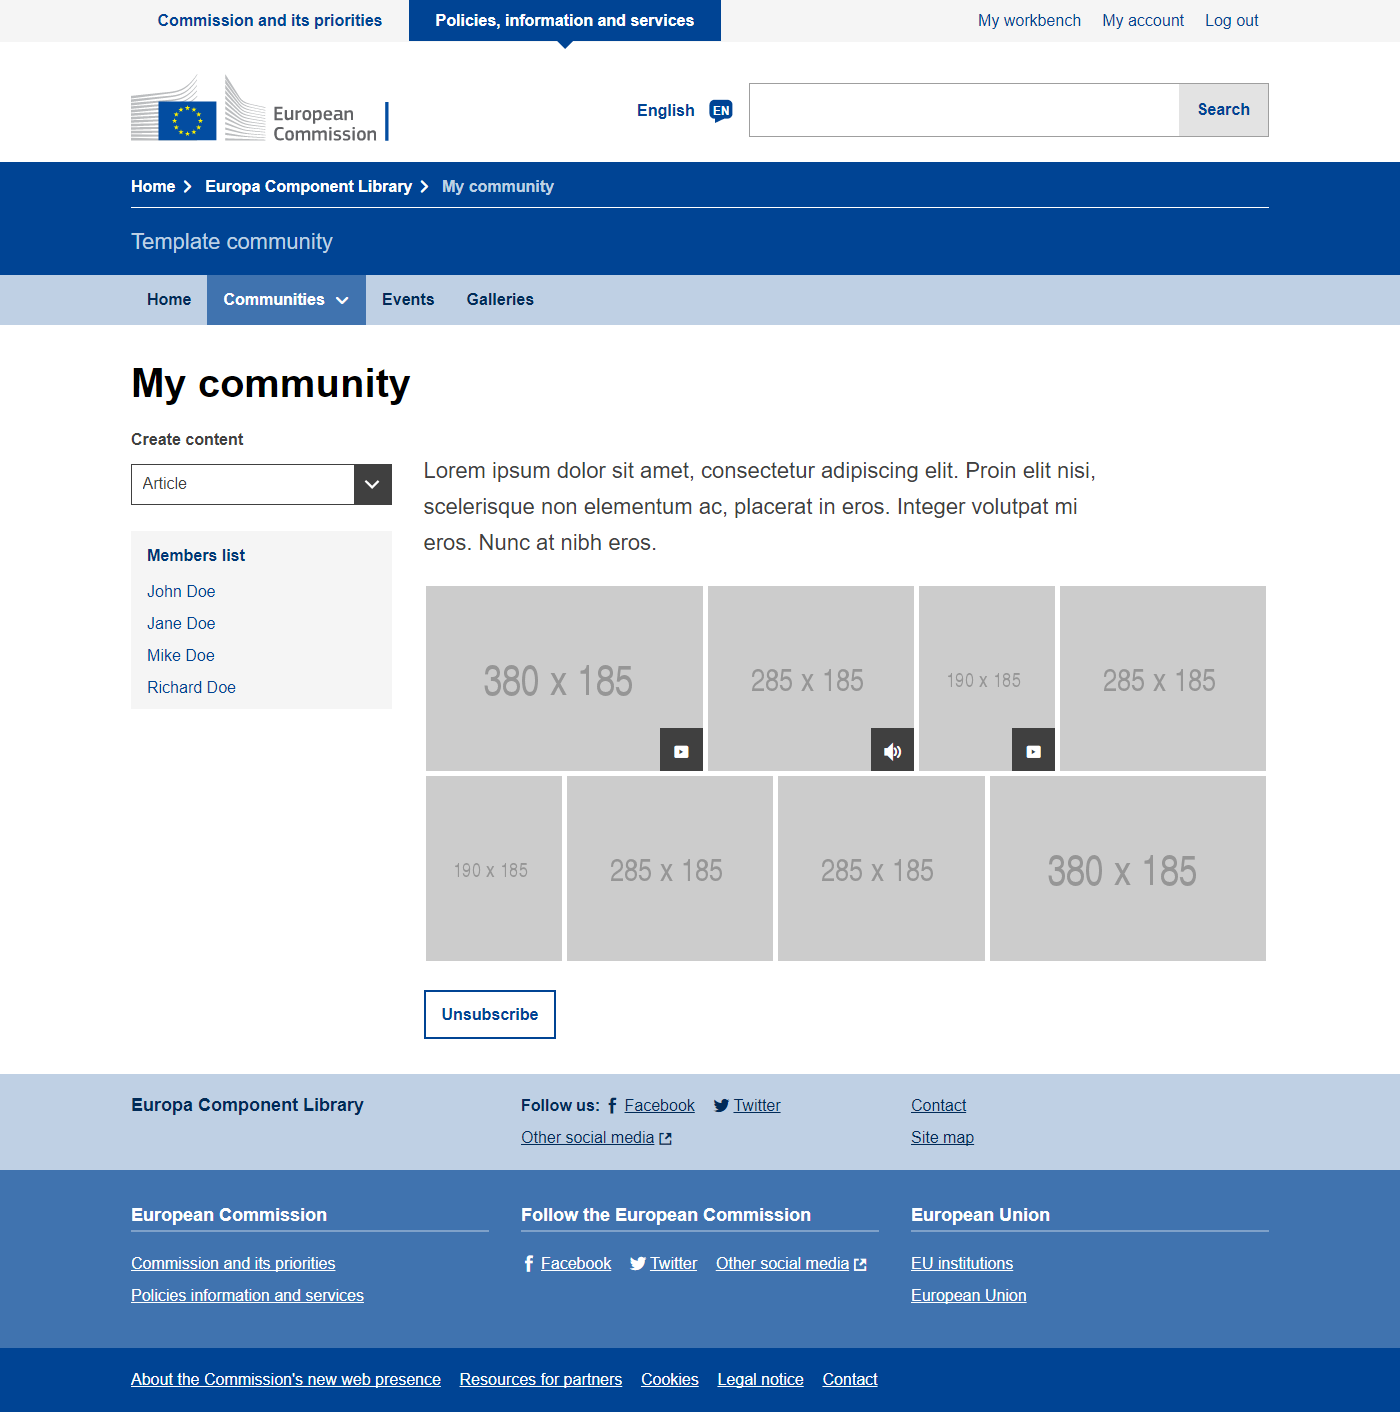 Commission and its priorities
Policies, information and services
My workbench
My account
Log out
European
Commission
English
EN
Search
Home
Europa Component Library
My community
Template community
Home
Communities
Events
Galleries
My community
Create content
Article
Members list
John Doe
Jane Doe
Mike Doe
Richard Doe
Lorem ipsum dolor sit amet, consectetur adipiscing elit. Proin elit nisi,
scelerisque non elementum ac, placerat in eros. Integer volutpat mi
eros. Nunc at nibh eros.
380 x 185
285 x 185
190 x 185
285 x 185
190 x 185
285 x 185
285 x 185
380 x 185
Unsubscribe
Europa Component Library
Follow us: Facebook Twitter
Other social media
Contact
Site map
European Commission
Commission and its priorities
Policies information and services
Follow the European Commission
Facebook Twitter Other social media
European Union
EU institutions
European Union
About the Commission's new web presence Resources for partners Cookies Legal notice Contact